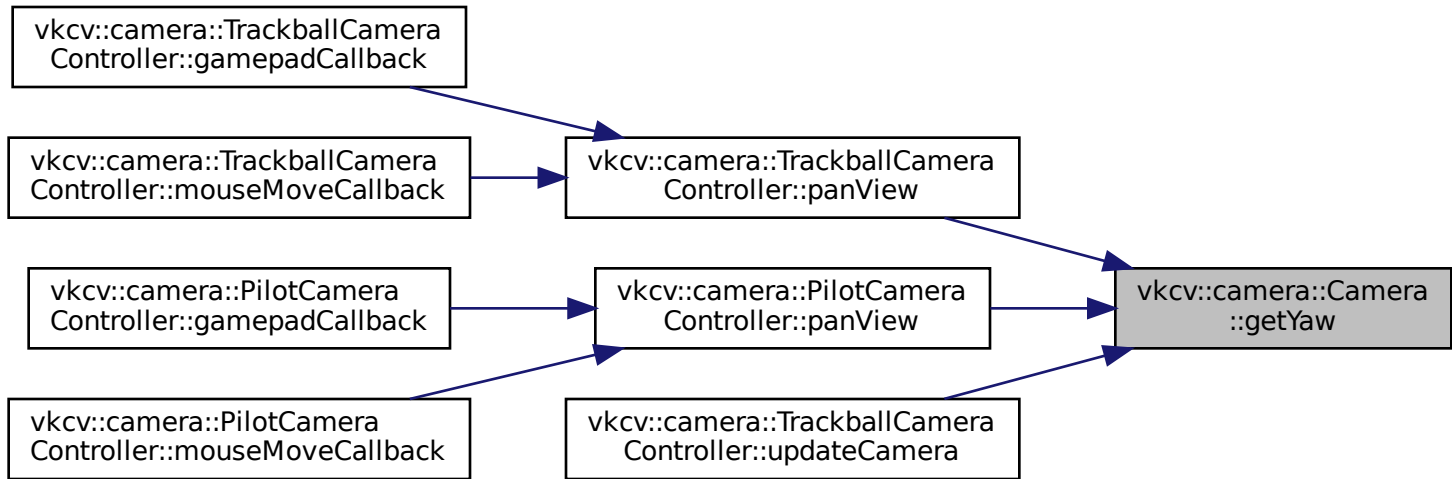 vkcv::camera::TrackballCamera
Controller::gamepadCallback
vkcv::camera::TrackballCamera
Controller::mouseMoveCallback
vkcv::camera::TrackballCamera
Controller::panView
vkcv::camera::PilotCamera
Controller::gamepadCallback
vkcv::camera::PilotCamera
Controller::panView
vkcv::camera::Camera
::getYaw
vkcv::camera::PilotCamera
Controller::mouseMoveCallback
vkcv::camera::TrackballCamera
Controller::updateCamera